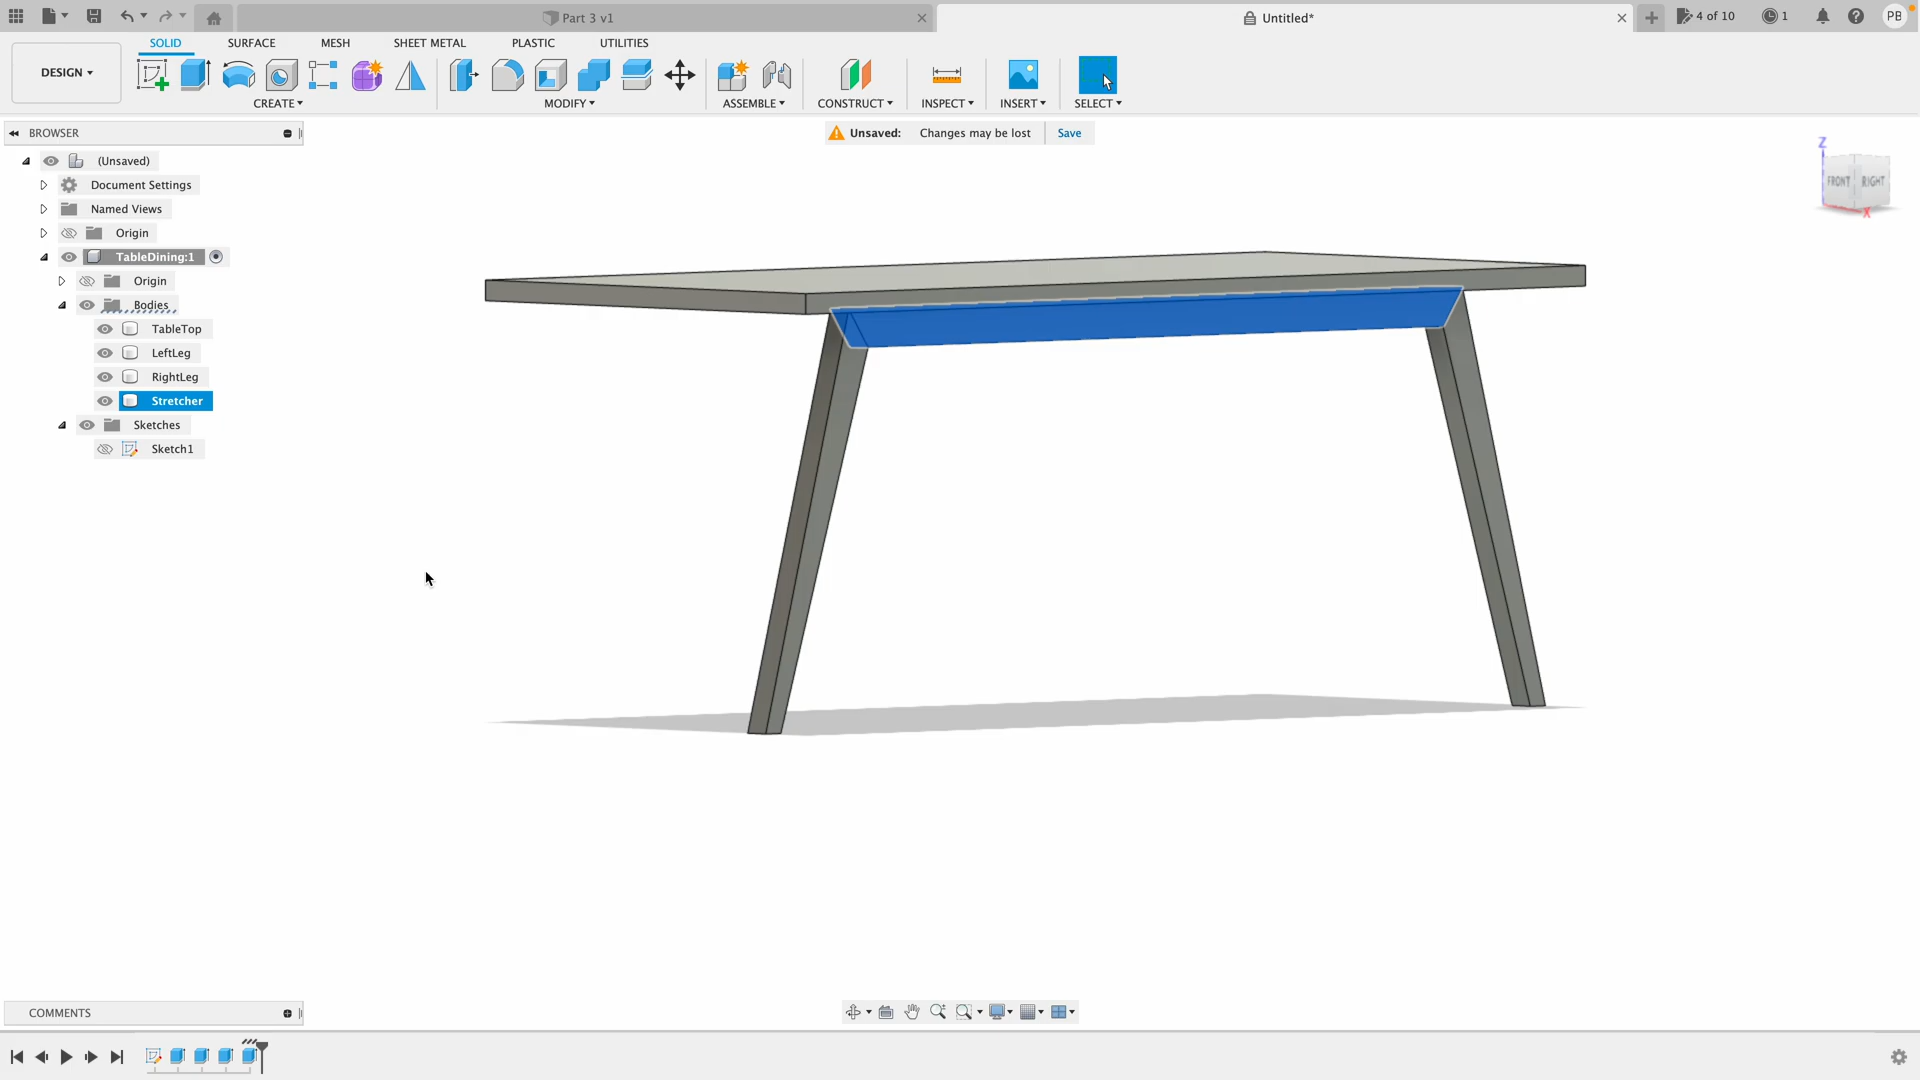 Part 3 v1
Untitled*
4 of 10
1
PB
DESIGN
SOLID
SURFACE
MESH
SHEET METAL
PLASTIC
UTILITIES
CREATE
MODIFY
ASSEMBLE
CONSTRUCT
INSPECT
INSERT
SELECT
BROWSER
Unsaved: Changes may be lost Save
(Unsaved)
Document Settings
Named Views
Origin
TableDining:1
Origin
Bodies
TableTop
LeftLeg
RightLeg
Stretcher
Sketches
Sketch1
Z
FRONT
RIGHT
X
COMMENTS